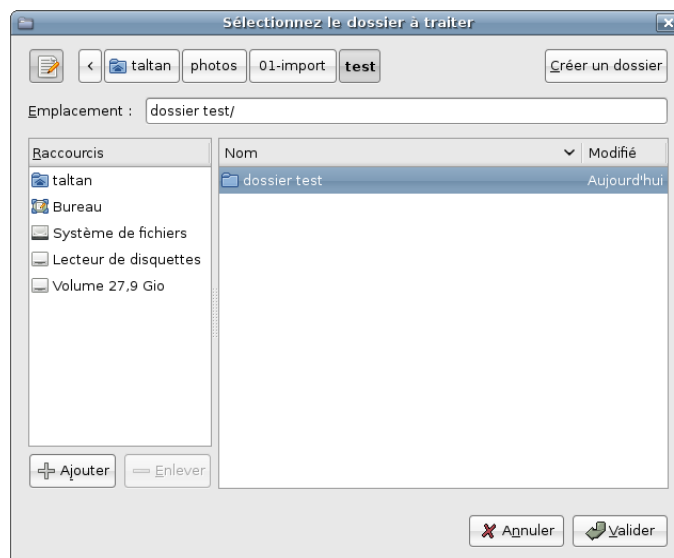 Sélectionnez le dossier à traiter
taltan photos 01-import test Créer un dossier
Emplacement : dossier test/
Raccourcis
taltan
Bureau
Système de fichiers
Lecteur de disquettes
Volume 27,9 Gio
Nom Modifié
dossier test Aujourd'hui
Ajouter Enlever
Annuler Valider